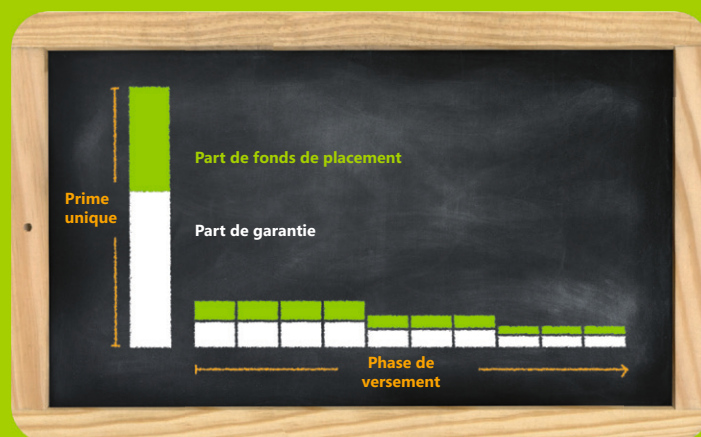 Part de fonds de placement
Prime
unique
Part de garantie
Phase de
versement